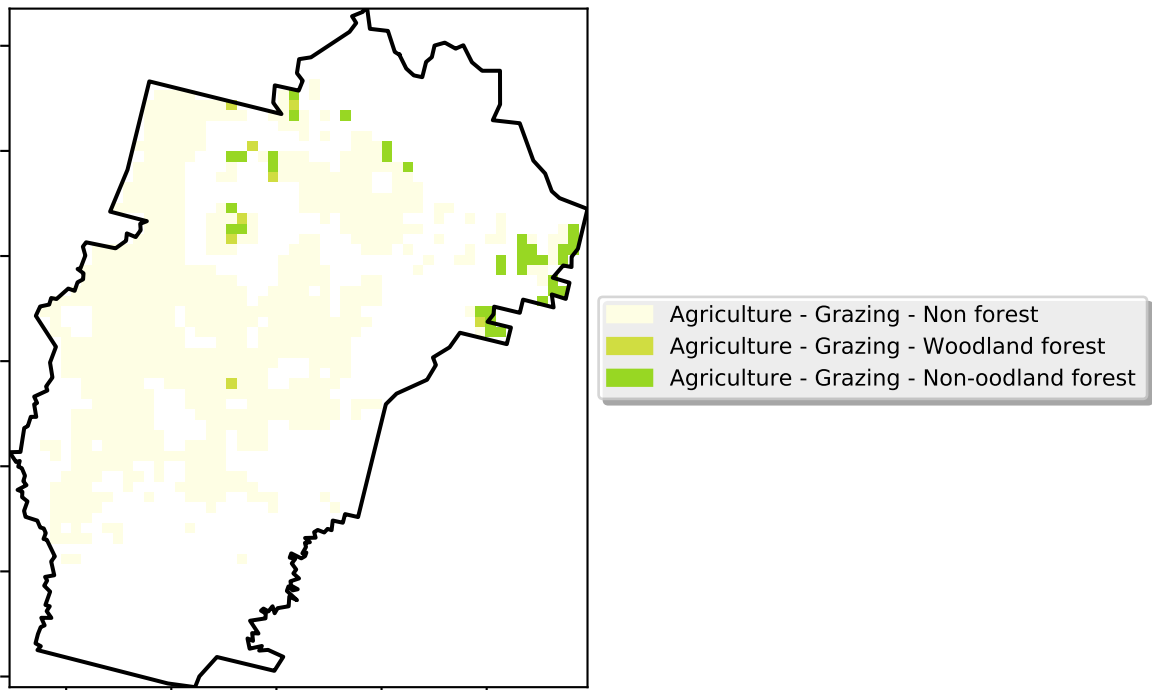 Agriculture - Grazing - Non forest
Agriculture - Grazing - Woodland forest
Agriculture - Grazing - Non-oodland forest